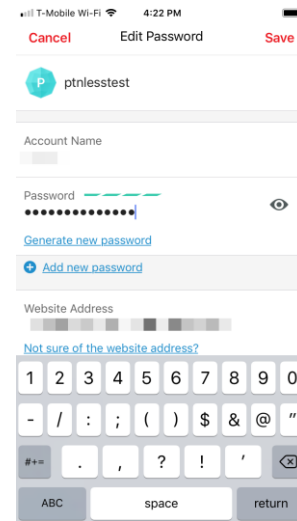 T-Mobile Wi-Fi 4:22 PM
Cancel Edit Password Save
P ptnlesstest
Account Name
Password
••••••••••••••
Generate new password
Add new password
Website Address
Not sure of the website address?
1 2 3 4 5 6 7 8 9 0
- / : ; ( ) $ & @ "
#+= . , ? ! '
ABC space return